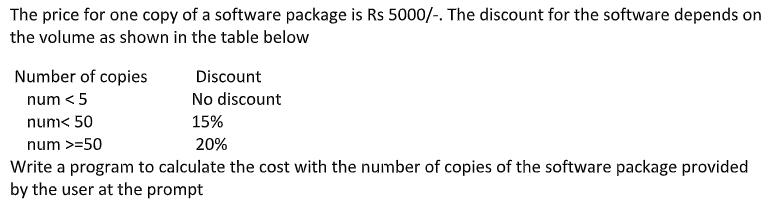 The price for one copy of a software package is Rs 5000/-. The discount for the software depends on
the volume as shown in the table below
Number of copies Discount
num < 5 No discount
num< 50 15%
num >=50 20%
Write a program to calculate the cost with the number of copies of the software package provided
by the user at the prompt